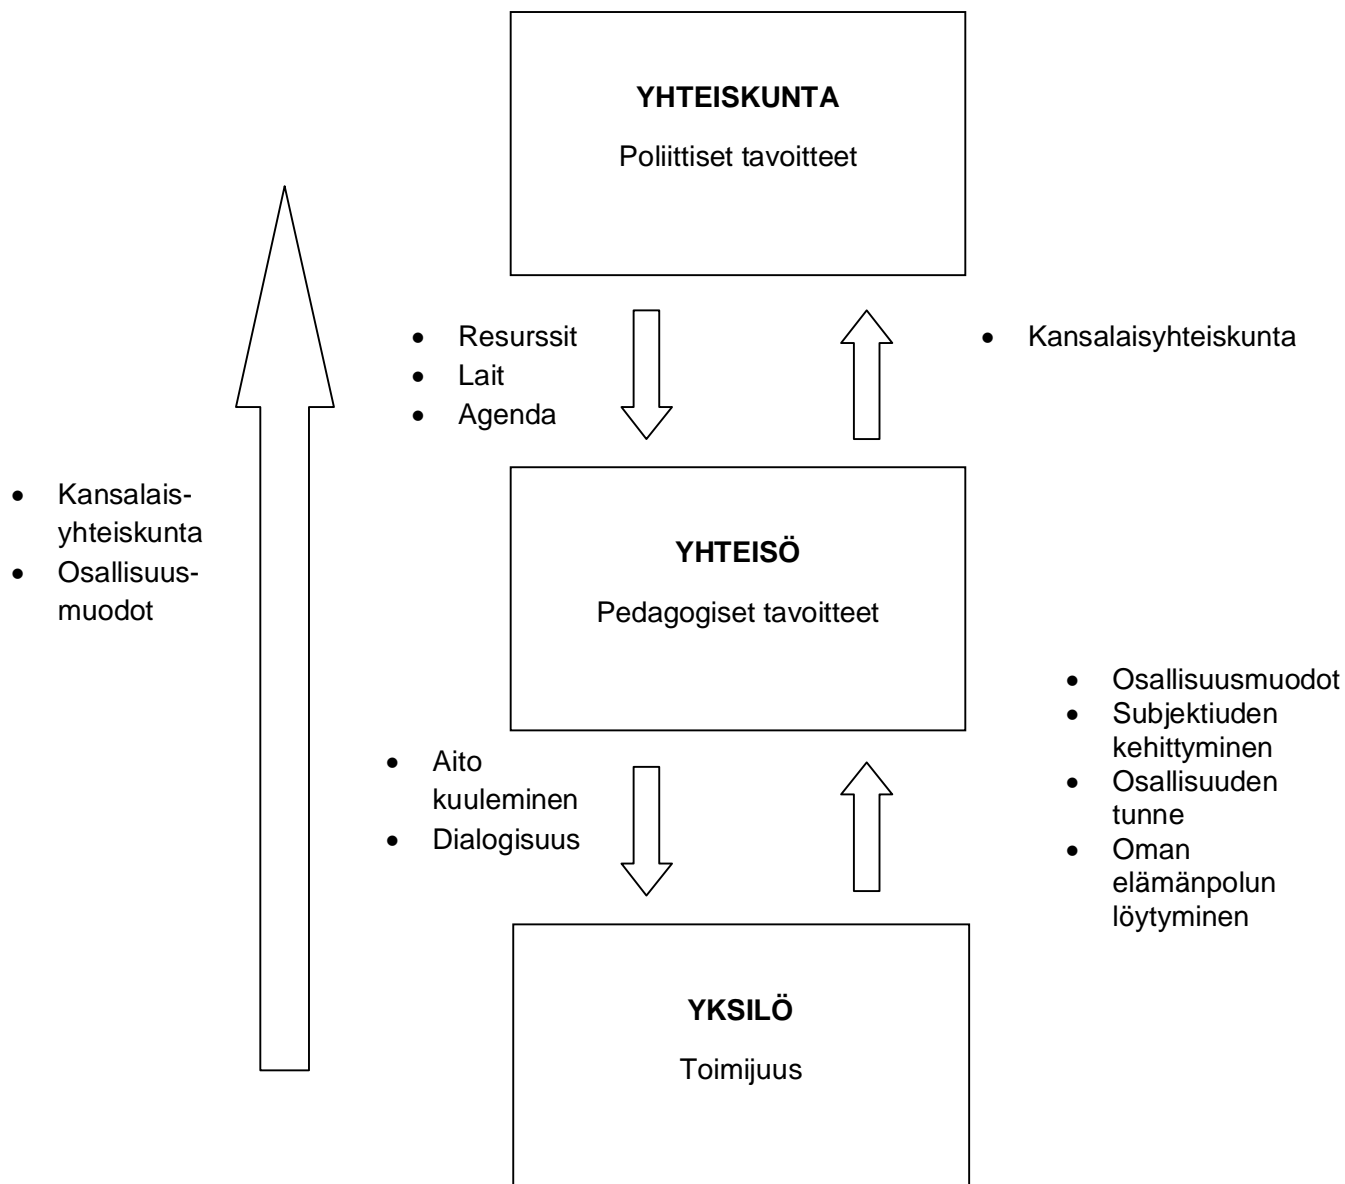 YHTEISKUNTA
Poliittiset tavoitteet
• Resurssit
• Lait
• Agenda
• Kansalaisyhteiskunta
• Kansalais-
yhteiskunta
• Osallisuus-
muodot
YHTEISÖ
Pedagogiset tavoitteet
• Aito
kuuleminen
• Dialogisuus
• Osallisuusmuodot
• Subjektiuden
kehittyminen
• Osallisuuden
tunne
• Oman
elämänpolun
löytyminen
YKSILÖ
Toimijuus